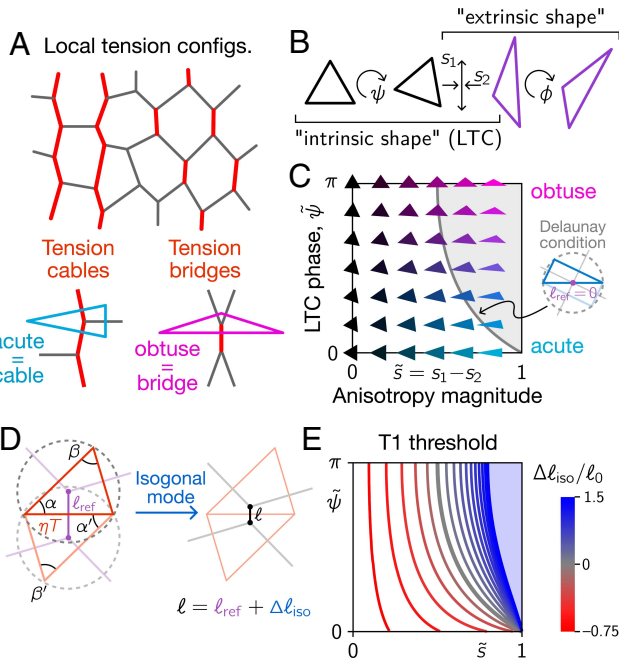 A
Local tension configs.
Tension
cables
Tension
bridges
acute
=
cable
obtuse
=
bridge
B
"extrinsic shape"
ψ
s₁
s₂
ϕ
"intrinsic shape" (LTC)
C
π
LTC phase, ψ̃
0
0
s̃ = s₁−s₂
1
Anisotropy magnitude
obtuse
Delaunay
condition
ℓref = 0
acute
D
β
α
ℓref
ηT
α′
β′
Isogonal
mode
ℓ
ℓ = ℓref + Δℓiso
E
T1 threshold
π
ψ̃
0
0
s̃
1
Δℓiso/ℓ0
1.5
0
-0.75